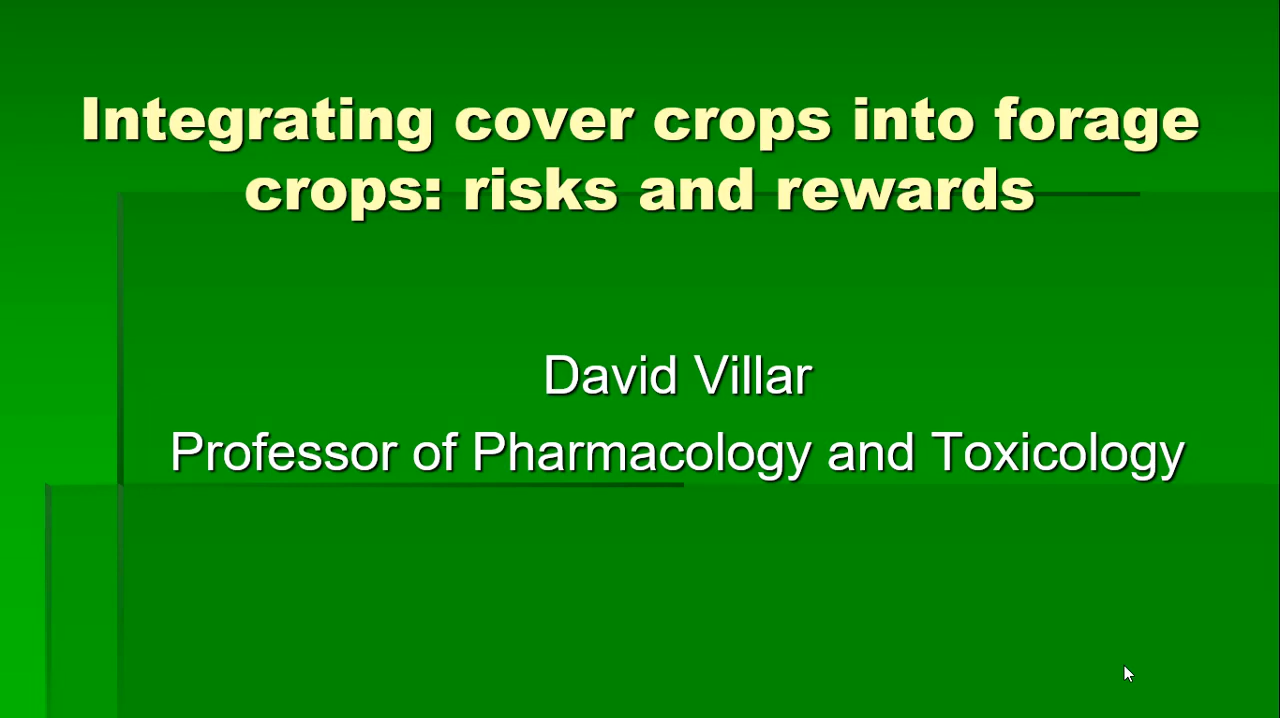 Integrating cover crops into forage
crops: risks and rewards
David Villar
Professor of Pharmacology and Toxicology